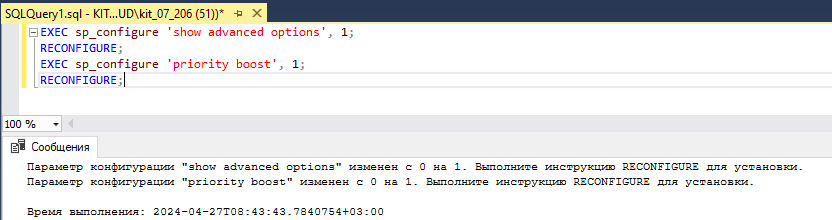 SQLQuery1.sql - KIT...UD\kit_07_206 (51))*
EXEC sp_configure 'show advanced options', 1;
RECONFIGURE;
EXEC sp_configure 'priority boost', 1;
RECONFIGURE;
100 %
Сообщения
Параметр конфигурации "show advanced options" изменен с 0 на 1. Выполните инструкцию RECONFIGURE для установки.
Параметр конфигурации "priority boost" изменен с 0 на 1. Выполните инструкцию RECONFIGURE для установки.
Время выполнения: 2024-04-27T08:43:43.7840754+03:00